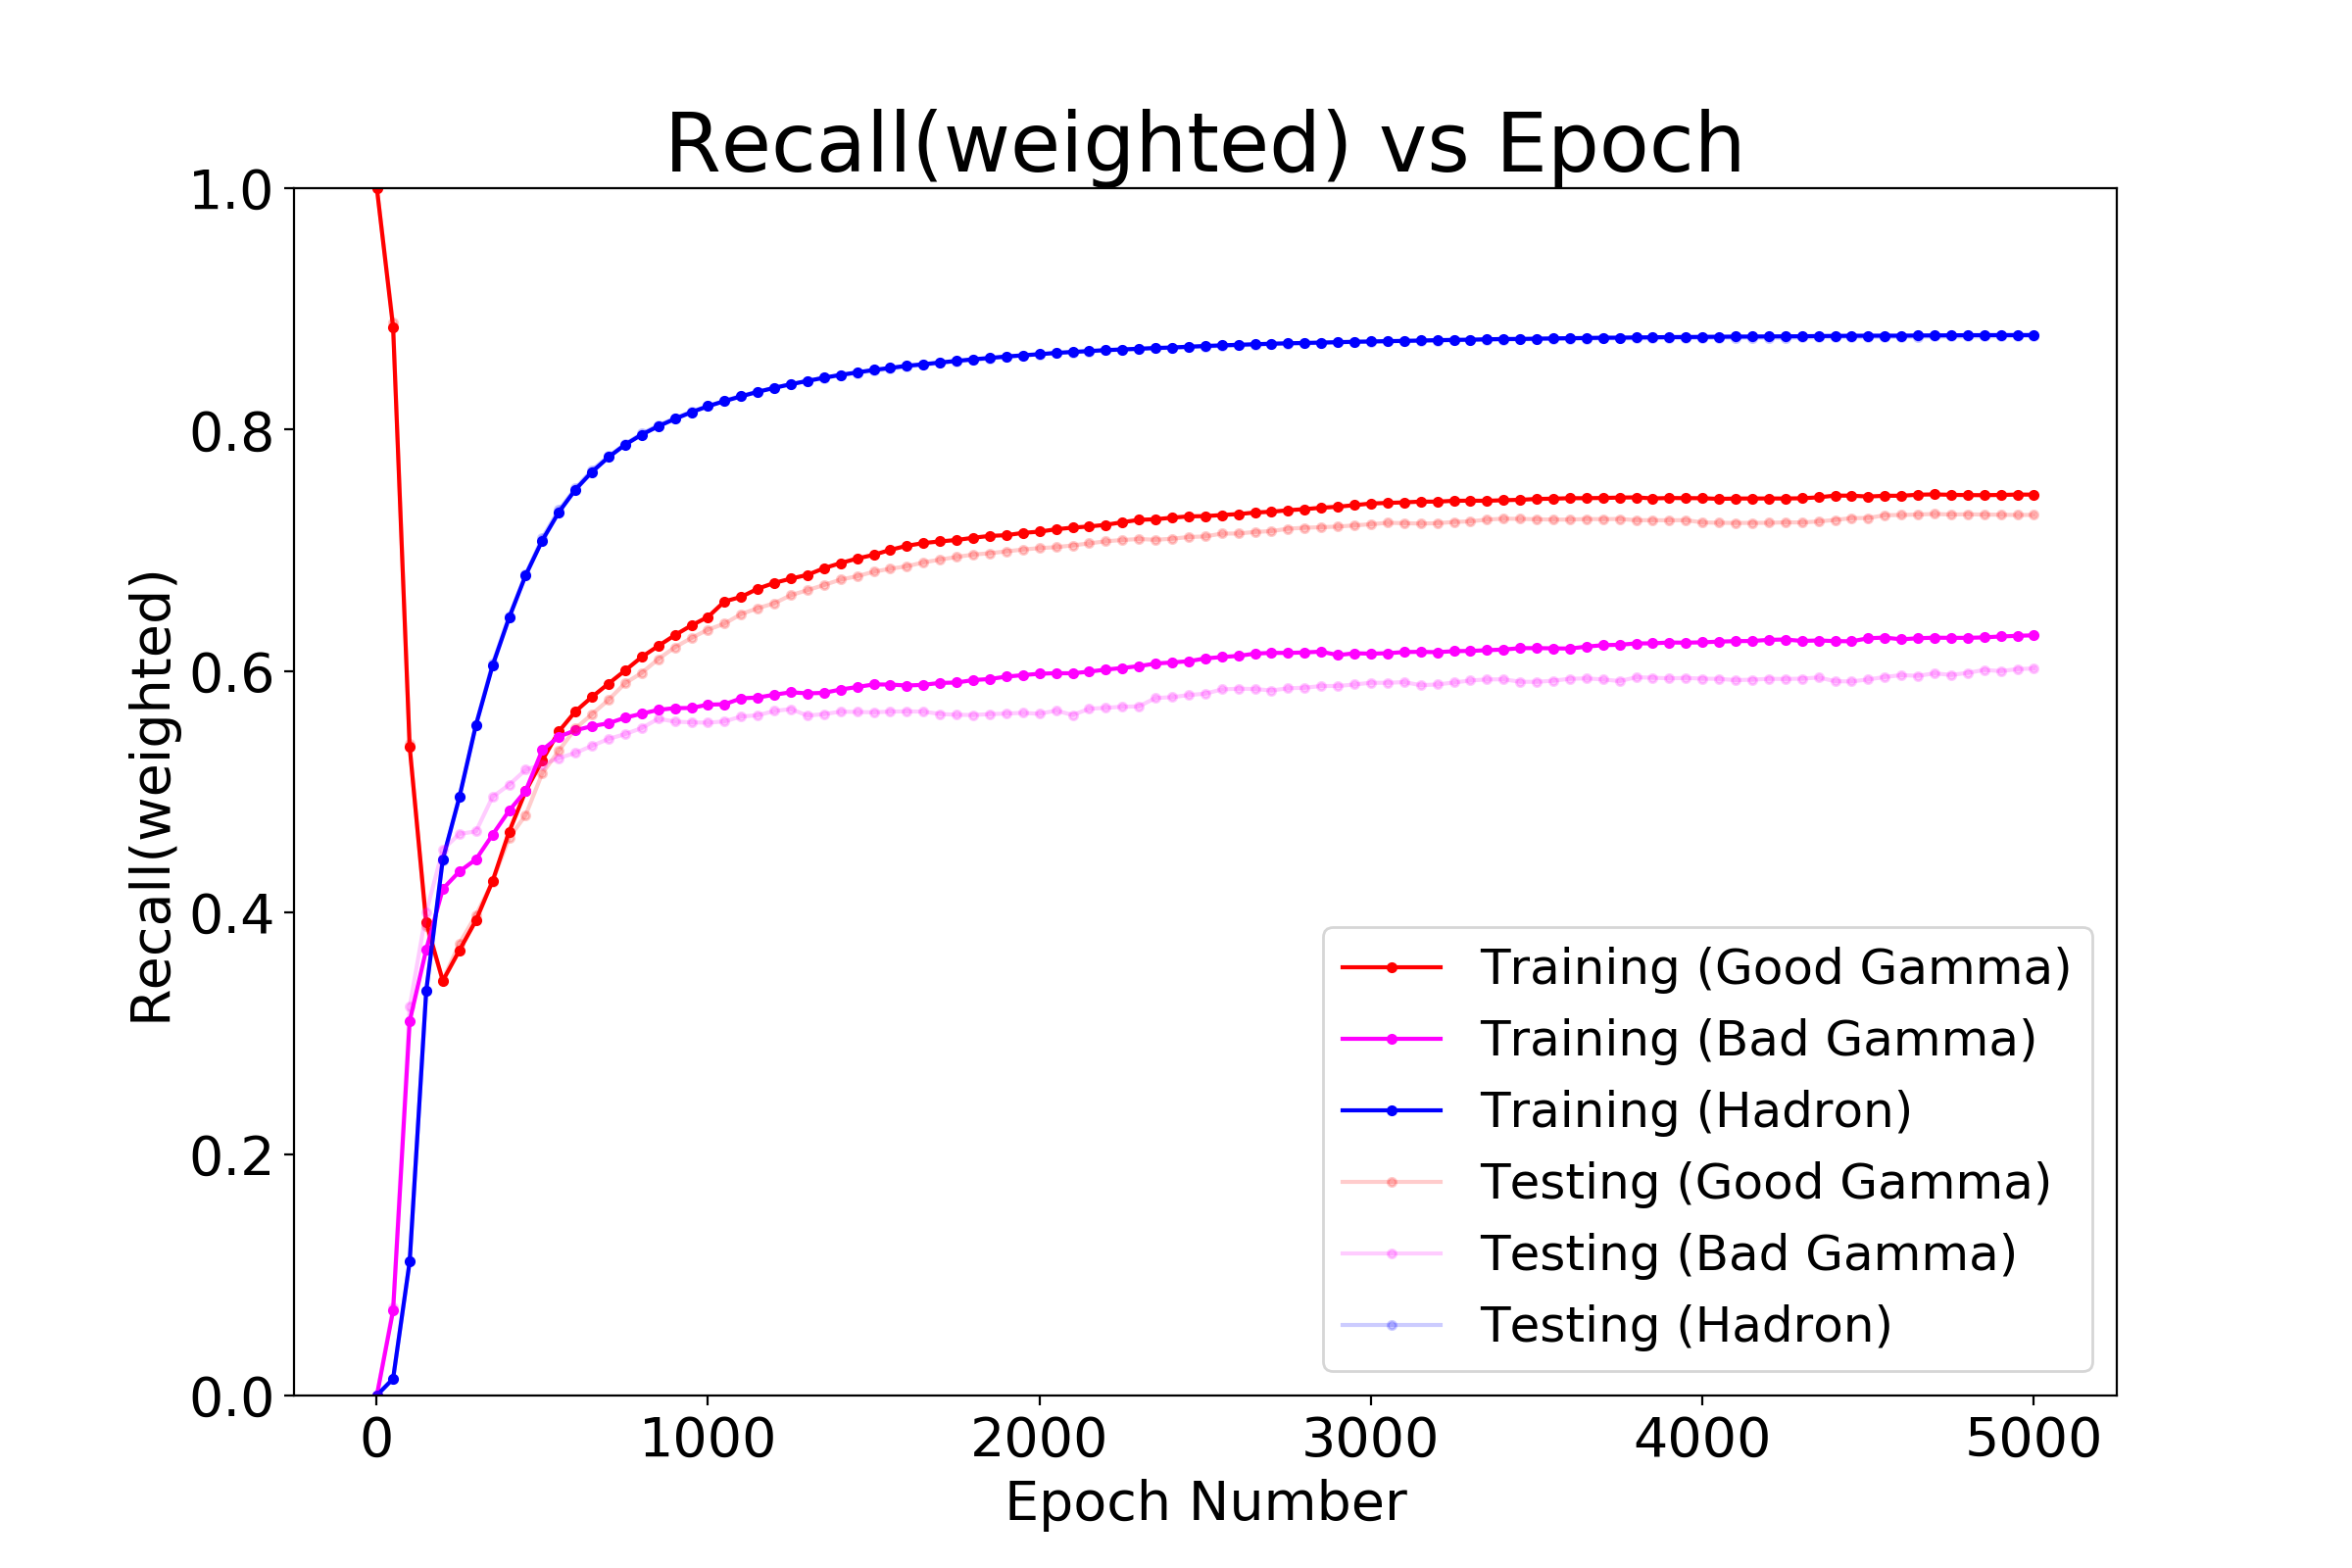 Recall(weighted) vs Epoch
Recall(weighted)
1.0
0.8
0.6
0.4
0.2
0.0
0 1000 2000 3000 4000 5000
Epoch Number
Training (Good Gamma)
Training (Bad Gamma)
Training (Hadron)
Testing (Good Gamma)
Testing (Bad Gamma)
Testing (Hadron)